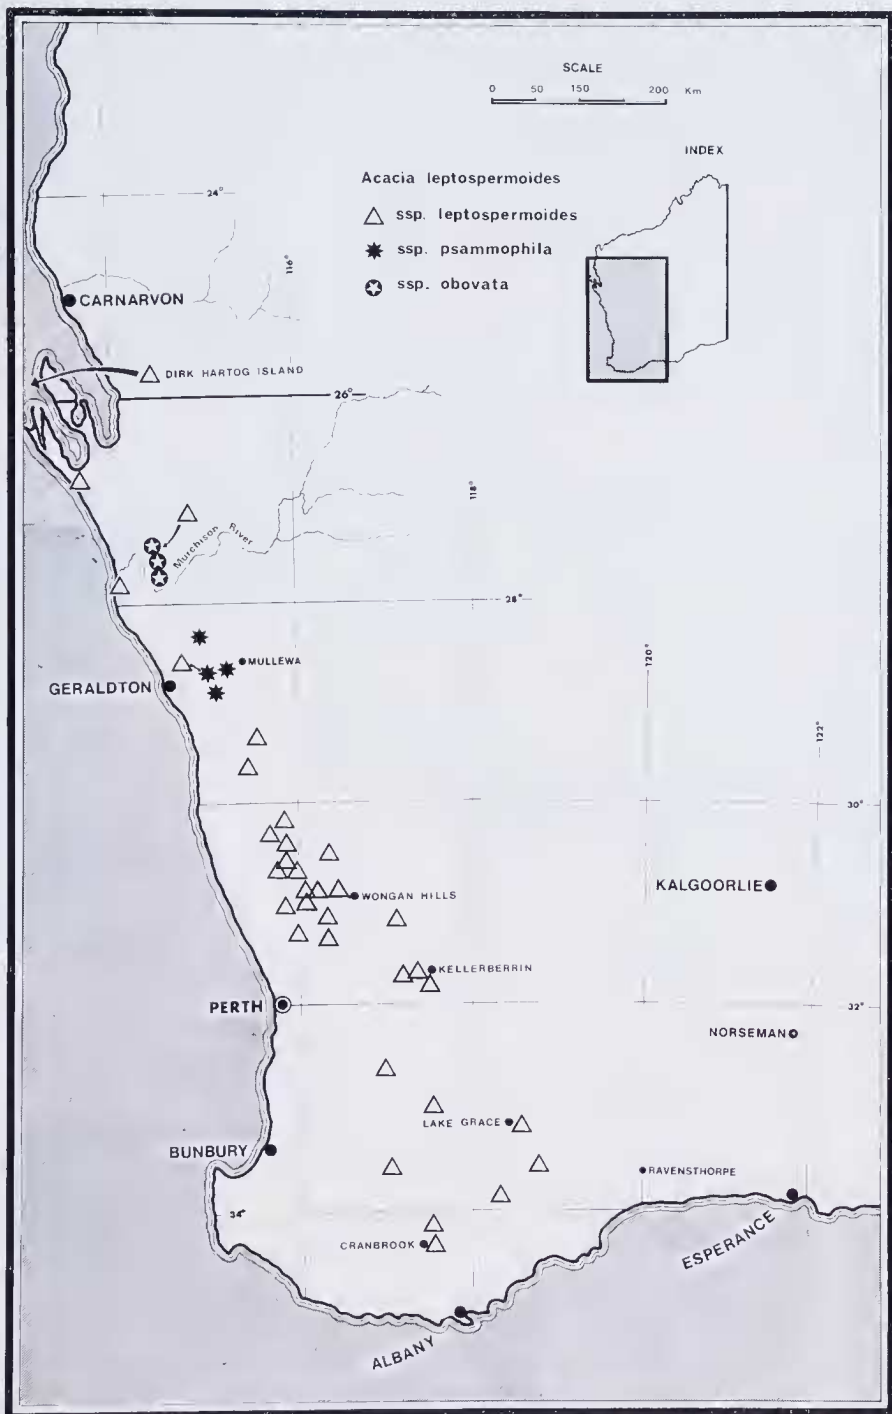 SCALE
0 50 150 200 Km
INDEX
Acacia leptospermoides
ssp. leptospermoides
ssp. psammophila
ssp. obovata
24°
116°
CARNARVON
DIRK HARTOG ISLAND
26°
118°
Murchison River
28°
MULLEWA
120°
GERALDTON
122°
30°
KALGOORLIE
WONGAN HILLS
KELLERBERRIN
PERTH
32°
NORSEMAN
LAKE GRACE
BUNBURY
RAVENSTHORPE
34°
CRANBROOK
ESPERANCE
ALBANY